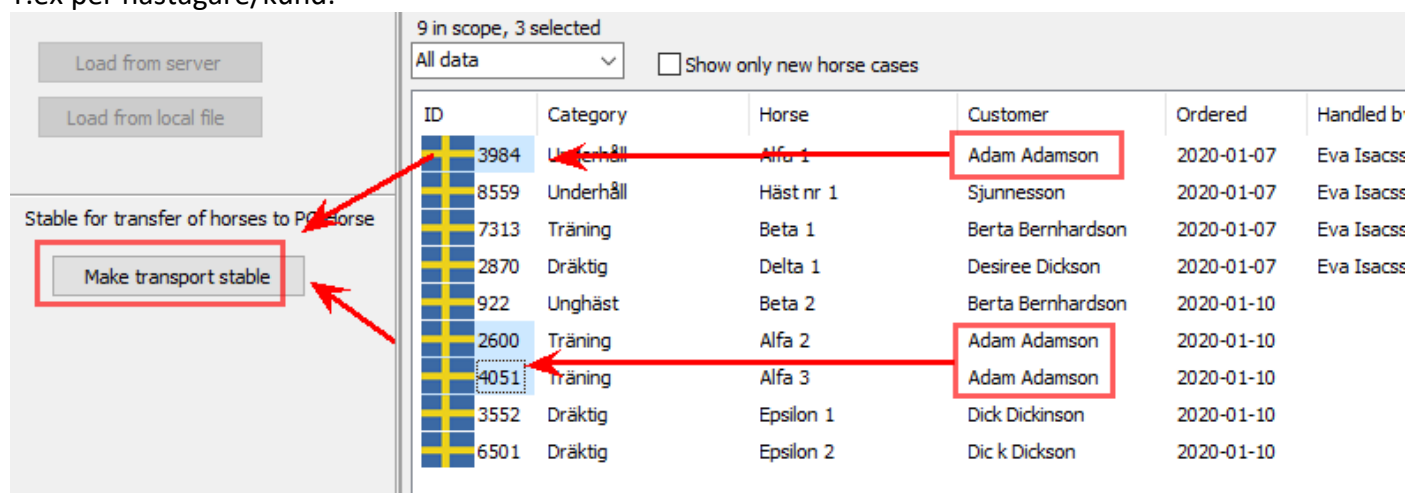 T.ex per hästägare/kund:
9 in scope, 3 selected
Load from server
All data
Show only new horse cases
Load from local file
ID Category Horse Customer Ordered Handled by
3984 Underhåll Alfa 1 Adam Adamson 2020-01-07 Eva Isacss
8559 Underhåll Häst nr 1 Sjunnesson 2020-01-07 Eva Isacss
Stable for transfer of horses to PC Horse
7313 Träning Beta 1 Berta Bernhardson 2020-01-07 Eva Isacss
Make transport stable
2870 Dräktig Delta 1 Desiree Dickson 2020-01-07 Eva Isacss
922 Unghäst Beta 2 Berta Bernhardson 2020-01-10
2600 Träning Alfa 2 Adam Adamson 2020-01-10
4051 Träning Alfa 3 Adam Adamson 2020-01-10
3552 Dräktig Epsilon 1 Dick Dickinson 2020-01-10
6501 Dräktig Epsilon 2 Dic k Dickson 2020-01-10